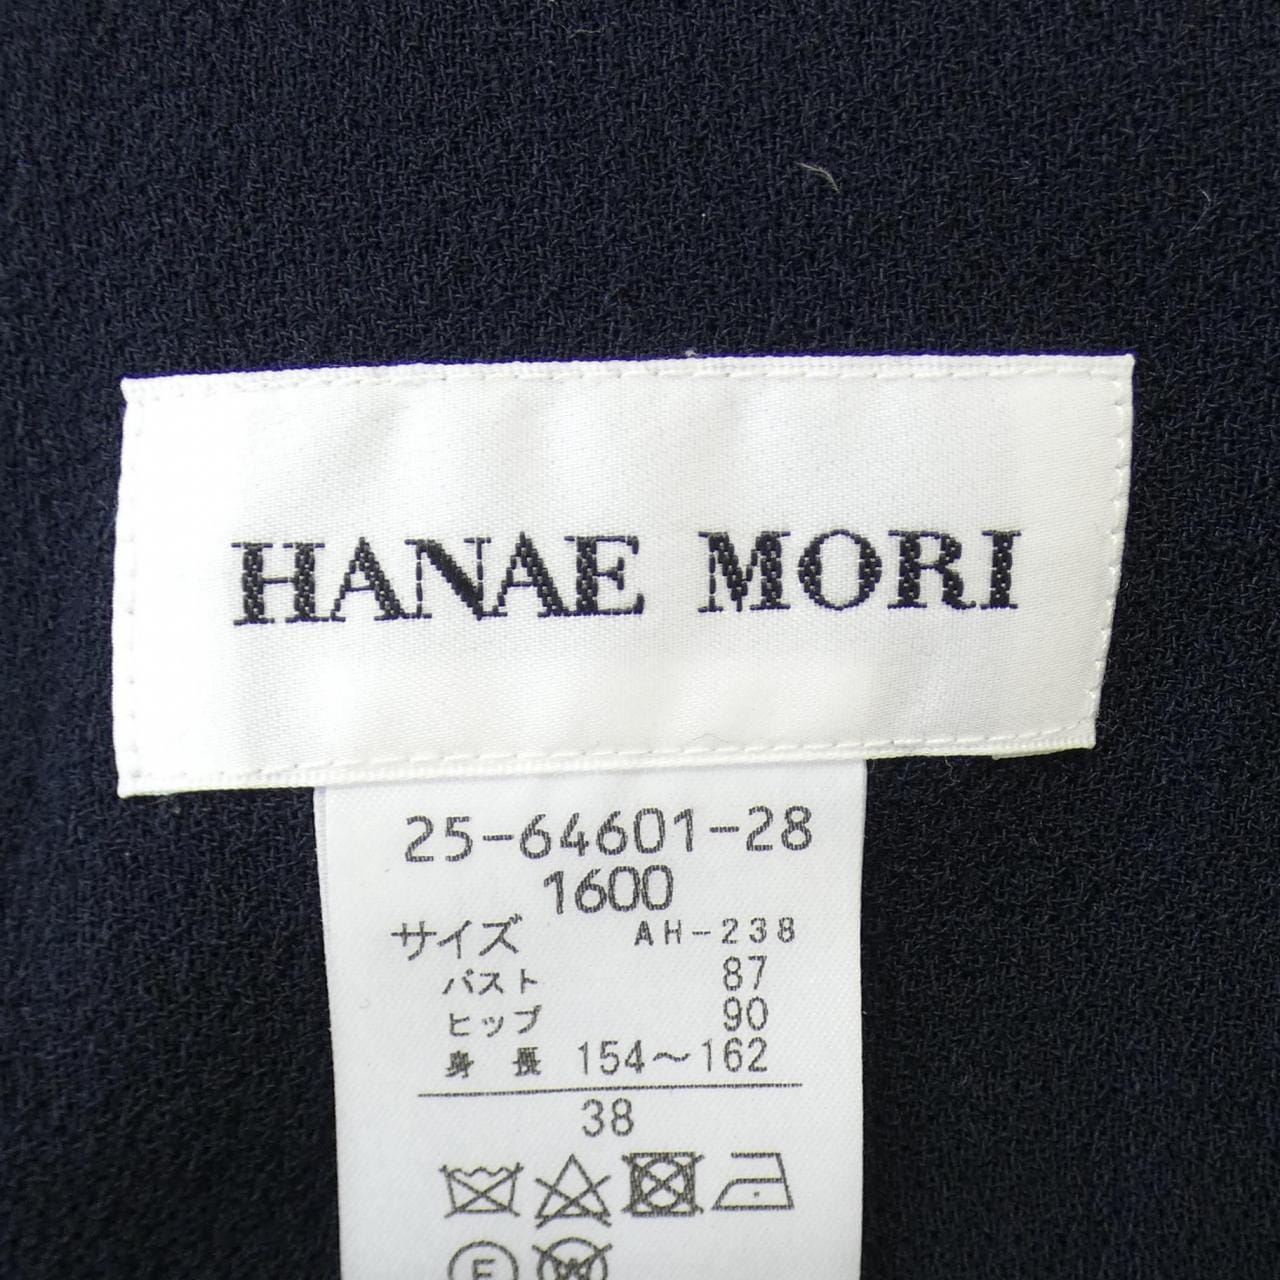 HANAE MORI
25-64601-28
1600
サイズ AH-238
バスト 87
ヒップ 90
身長 154～162
38
F W